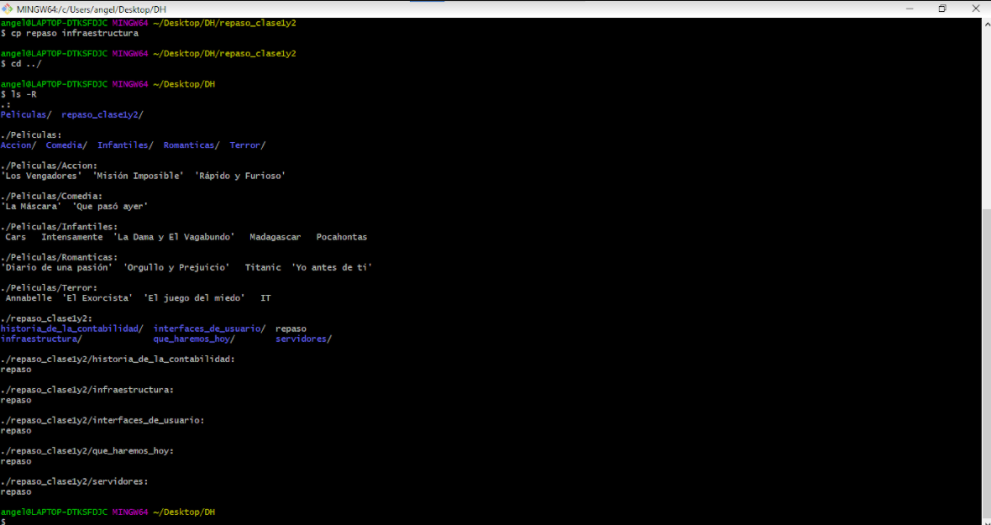 MINGW64:/c/Users/angel/Desktop/DH
angel@LAPTOP-DTKSFDJC MINGW64 ~/Desktop/DH/repaso_clase1y2
$ cp repaso infraestructura
angel@LAPTOP-DTKSFDJC MINGW64 ~/Desktop/DH/repaso_clase1y2
$ cd ../
angel@LAPTOP-DTKSFDJC MINGW64 ~/Desktop/DH
$ ls -R
.:
Peliculas/  repaso_clase1y2/
./Peliculas:
Accion/  Comedia/  Infantiles/  Romanticas/  Terror/
./Peliculas/Accion:
'Los Vengadores'  'Misión Imposible'  'Rápido y Furioso'
./Peliculas/Comedia:
'La Máscara'  'Que pasó ayer'
./Peliculas/Infantiles:
Cars   Intensamente  'La Dama y El Vagabundo'   Madagascar   Pocahontas
./Peliculas/Romanticas:
'Diario de una pasión'  'Orgullo y Prejuicio'   Titanic  'Yo antes de ti'
./Peliculas/Terror:
Annabelle  'El Exorcista'  'El juego del miedo'   IT
./repaso_clase1y2:
historia_de_la_contabilidad/  interfaces_de_usuario/  repaso
infraestructura/              que_haremos_hoy/        servidores/
./repaso_clase1y2/historia_de_la_contabilidad:
repaso
./repaso_clase1y2/infraestructura:
repaso
./repaso_clase1y2/interfaces_de_usuario:
repaso
./repaso_clase1y2/que_haremos_hoy:
repaso
./repaso_clase1y2/servidores:
repaso
angel@LAPTOP-DTKSFDJC MINGW64 ~/Desktop/DH
$